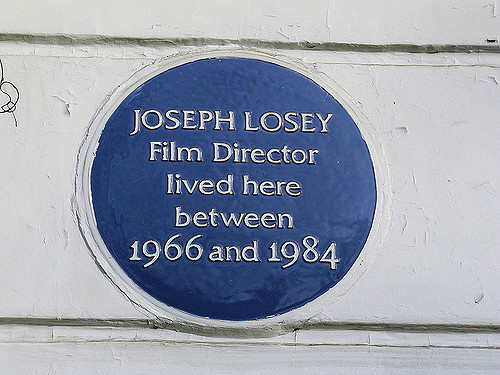 JOSEPH LOSEY
Film Director
lived here
between
1966 and 1984